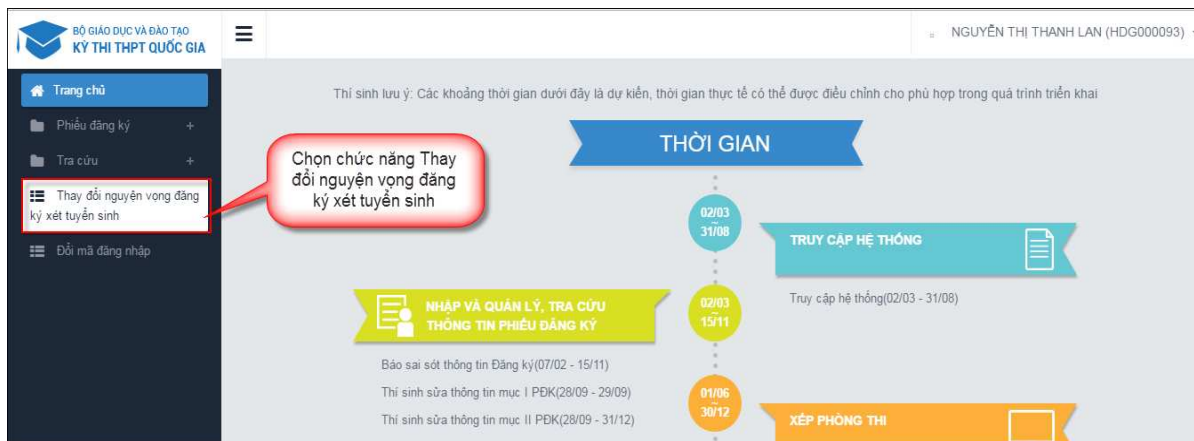 BỘ GIÁO DỤC VÀ ĐÀO TẠO
KỲ THI THPT QUỐC GIA
NGUYỄN THỊ THANH LAN (HDG000093)
Trang chủ
Phiếu đăng ký +
Tra cứu +
Thay đổi nguyện vọng đăng
ký xét tuyển sinh
Đổi mã đăng nhập
Chọn chức năng Thay
đổi nguyện vọng đăng
ký xét tuyển sinh
Thí sinh lưu ý: Các khoảng thời gian dưới đây là dự kiến, thời gian thực tế có thể được điều chỉnh cho phù hợp trong quá trình triển khai
THỜI GIAN
02/03
~
31/08
TRUY CẬP HỆ THỐNG
Truy cập hệ thống(02/03 - 31/08)
NHẬP VÀ QUẢN LÝ, TRA CỨU
THÔNG TIN PHIẾU ĐĂNG KÝ
02/03
~
15/11
Báo sai sót thông tin Đăng ký(07/02 - 15/11)
Thí sinh sửa thông tin mục I PĐK(28/09 - 29/09)
Thí sinh sửa thông tin mục II PĐK(28/09 - 31/12)
01/06
~
30/12
XẾP PHÒNG THI